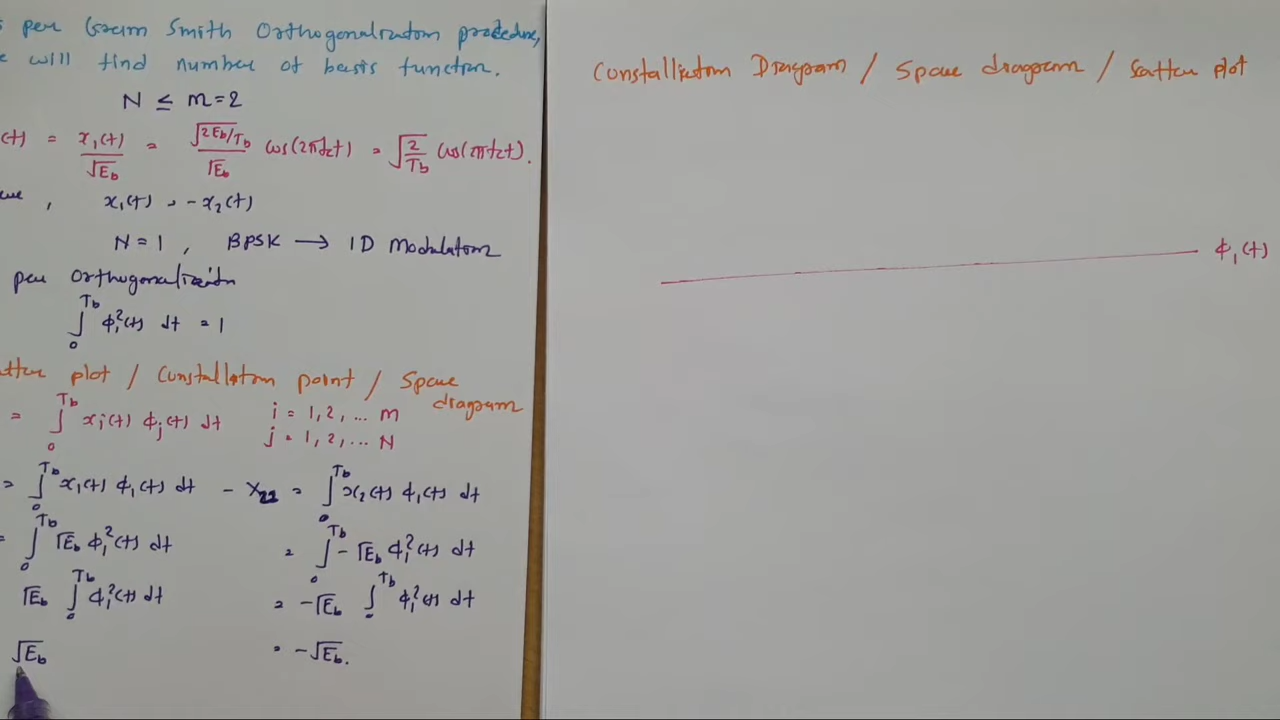 per Gram Smith Orthogonalization procedure,
will find number of basis function.
N ≤ m = 2
(t) = x₁(t)/√Eb = √(2Eb/Tb)/√Eb cos(2πfct) = √(2/Tb) cos(2πfct).
, x₁(t) = -x₂(t)
N = 1 , BPSK → 1D Modulation
per Orthogonalization
∫₀^Tb ϕ₁²(t) dt = 1
plot / Constallation point / Space diagram
= ∫₀^Tb xᵢ(t) ϕⱼ(t) dt i = 1, 2, ... M
j = 1, 2, ... N
= ∫₀^Tb x₁(t) ϕ₁(t) dt - X₂₁ = ∫₀^Tb x₂(t) ϕ₁(t) dt
= ∫₀^Tb √Eb ϕ₁²(t) dt = ∫₀^Tb -√Eb ϕ₁²(t) dt
√Eb ∫₀^Tb ϕ₁²(t) dt = -√Eb ∫₀^Tb ϕ₁²(t) dt
√Eb = -√Eb.
Constallation Diagram / Space diagram / Scatter plot
ϕ₁(t)